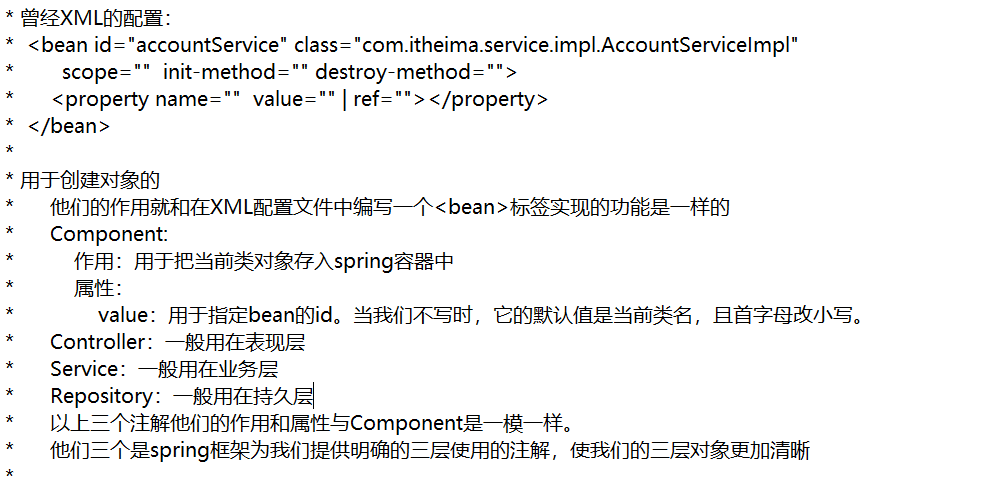 * 曾经XML的配置：
* <bean id="accountService" class="com.itheima.service.impl.AccountServiceImpl"
* scope="" init-method="" destroy-method="">
* <property name="" value="" | ref=""></property>
* </bean>
*
* 用于创建对象的
* 他们的作用就和在XML配置文件中编写一个<bean>标签实现的功能是一样的
* Component:
* 作用：用于把当前类对象存入spring容器中
* 属性：
* value：用于指定bean的id。当我们不写时，它的默认值是当前类名，且首字母改小写。
* Controller：一般用在表现层
* Service：一般用在业务层
* Repository：一般用在持久层
* 以上三个注解他们的作用和属性与Component是一模一样。
* 他们三个是spring框架为我们提供明确的三层使用的注解，使我们的三层对象更加清晰
*